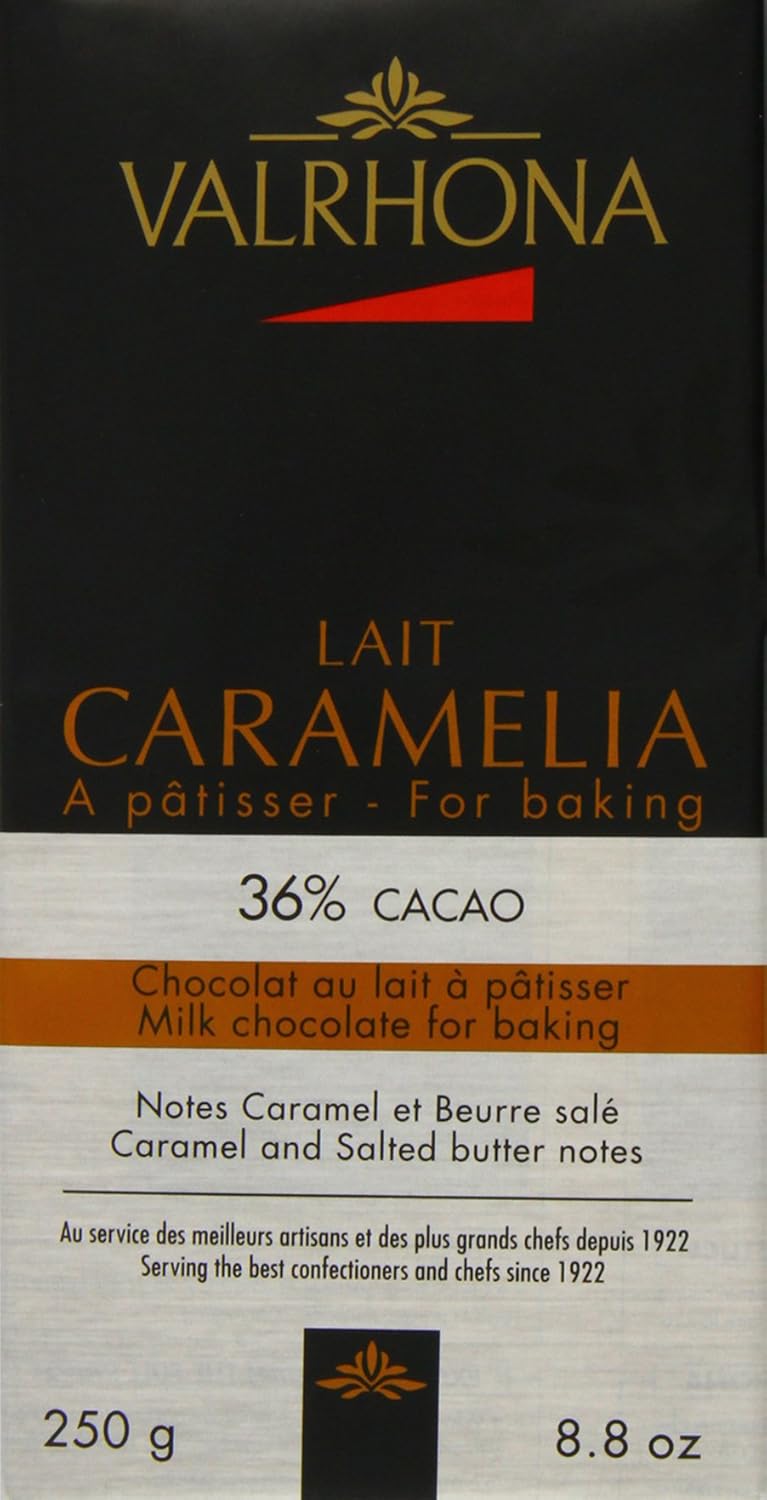 VALRHONA
LAIT
CARAMELIA
A pâtisser - For baking
36% CACAO
Chocolat au lait à pâtisser
Milk chocolate for baking
Notes Caramel et Beurre salé
Caramel and Salted butter notes
Au service des meilleurs artisans et des plus grands chefs depuis 1922
Serving the best confectioners and chefs since 1922
250 g
8.8 oz